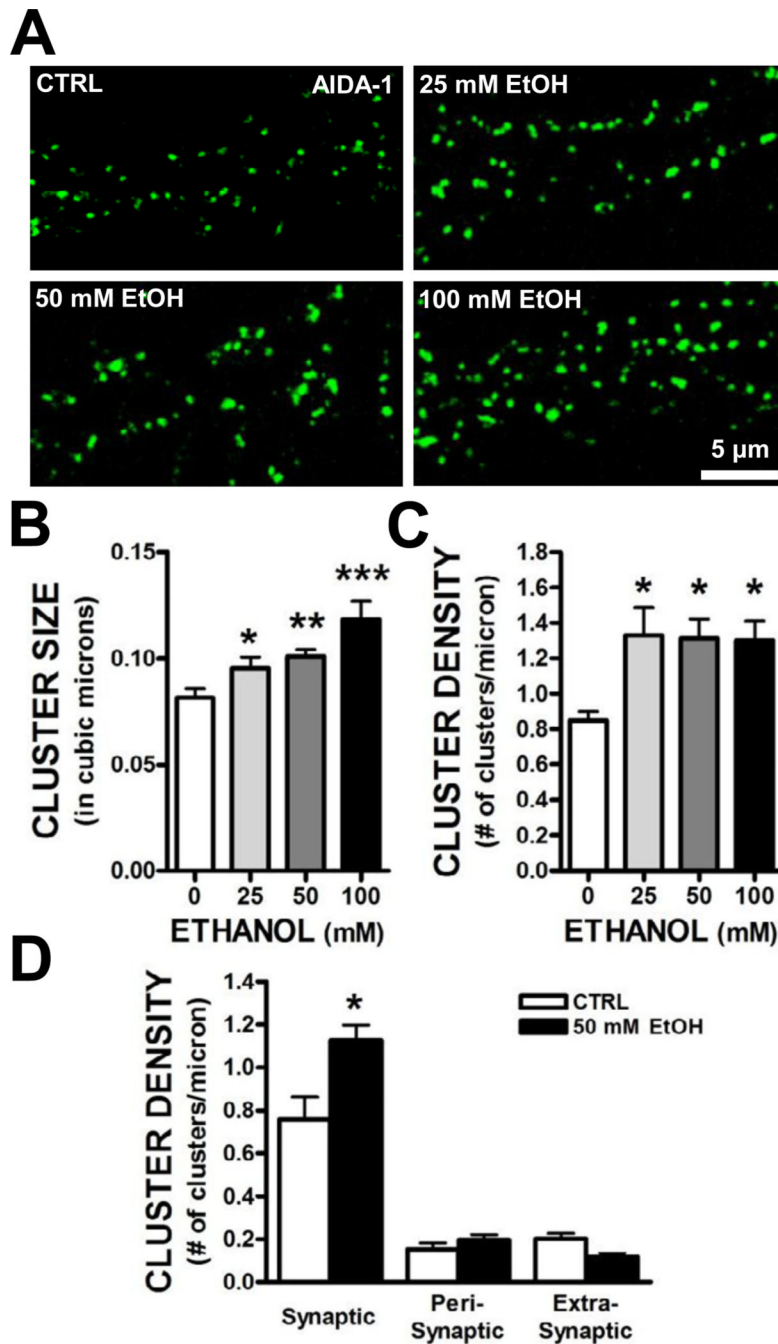 A
CTRL
AIDA-1
25 mM EtOH
50 mM EtOH
100 mM EtOH
5 µm
B
CLUSTER SIZE
(in cubic microns)
0.15
0.10
0.05
0.00
*
**
***
0
25
50
100
ETHANOL (mM)
C
CLUSTER DENSITY
(# of clusters/micron)
1.8
1.6
1.4
1.2
1.0
0.8
0.6
0.4
0.2
0.0
*
*
*
0
25
50
100
ETHANOL (mM)
D
CLUSTER DENSITY
(# of clusters/micron)
1.4
1.2
1.0
0.8
0.6
0.4
0.2
0.0
*
CTRL
50 mM EtOH
Synaptic
Peri-
Synaptic
Extra-
Synaptic